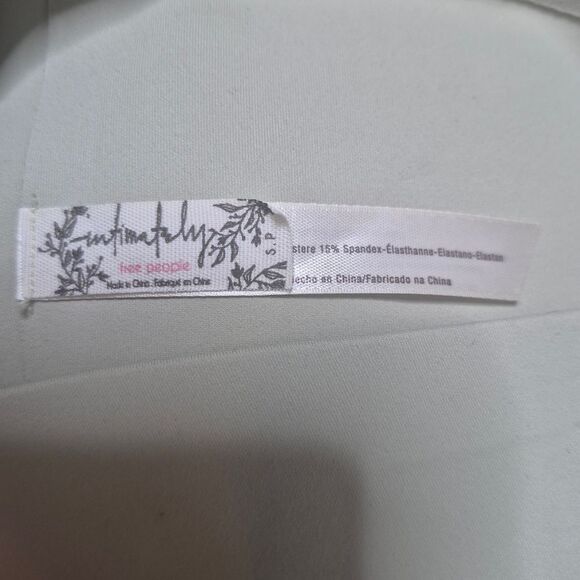 intimately
free people
Made in China. Fabriqué en Chine
S.P
stere 15% Spandex-Élasthanne-Elastano-Elastan
echo en China/Fabricado na China